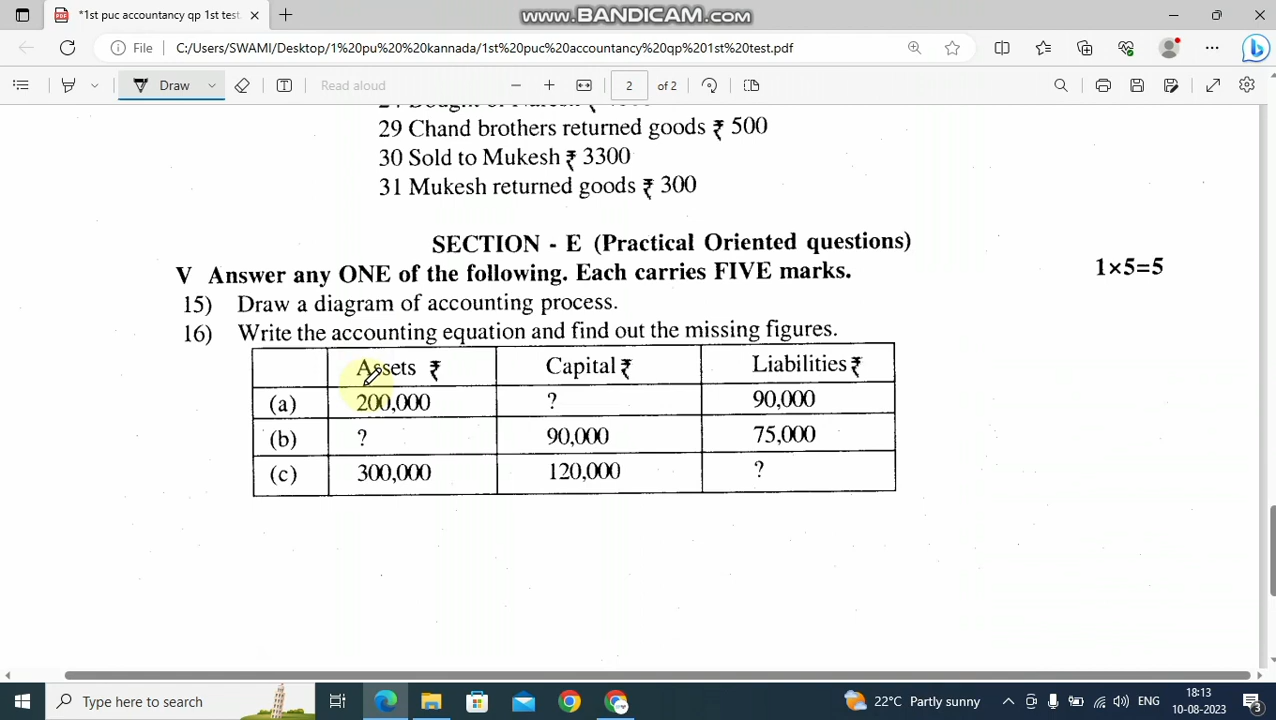 *1st puc accountancy qp 1st test.
www.BANDICAM.com
File
C:/Users/SWAMI/Desktop/1%20pu%20%20kannada/1st%20puc%20accountancy%20qp%201st%20test.pdf
Draw
Read aloud
2 of 2
29 Chand brothers returned goods ₹ 500
30 Sold to Mukesh ₹ 3300
31 Mukesh returned goods ₹ 300
SECTION - E (Practical Oriented questions)
V Answer any ONE of the following. Each carries FIVE marks. 1×5=5
15) Draw a diagram of accounting process.
16) Write the accounting equation and find out the missing figures.
Assets ₹ Capital ₹ Liabilities ₹
(a) 200,000 ? 90,000
(b) ? 90,000 75,000
(c) 300,000 120,000 ?
Type here to search
22°C Partly sunny
ENG
18:13
10-08-2023
3